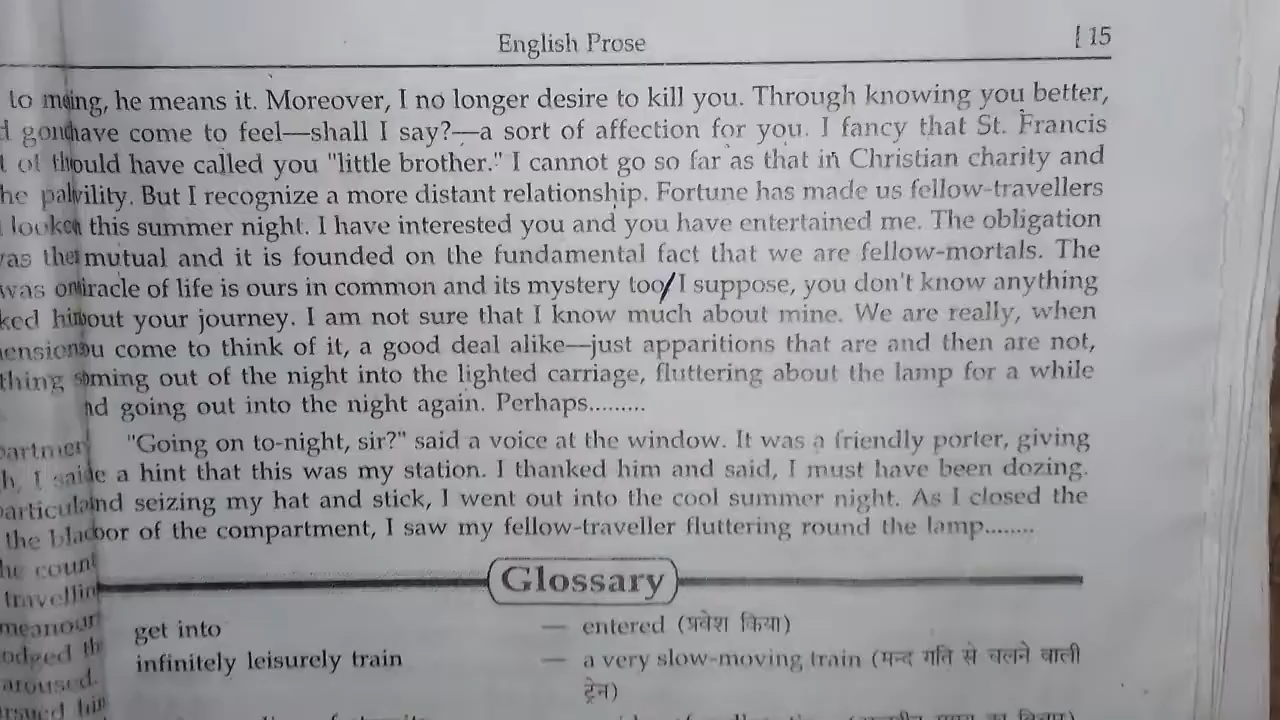 English Prose [ 15
he means it. Moreover, I no longer desire to kill you. Through knowing you better,
have come to feel—shall I say?—a sort of affection for you. I fancy that St. Francis
ould have called you "little brother." I cannot go so far as that in Christian charity and
vility. But I recognize a more distant relationship. Fortune has made us fellow-travellers
this summer night. I have interested you and you have entertained me. The obligation
mutual and it is founded on the fundamental fact that we are fellow-mortals. The
iracle of life is ours in common and its mystery too/ I suppose, you don't know anything
out your journey. I am not sure that I know much about mine. We are really, when
u come to think of it, a good deal alike—just apparitions that are and then are not,
ming out of the night into the lighted carriage, fluttering about the lamp for a while
nd going out into the night again. Perhaps.........
"Going on to-night, sir?" said a voice at the window. It was a friendly porter, giving
e a hint that this was my station. I thanked him and said, I must have been dozing.
nd seizing my hat and stick, I went out into the cool summer night. As I closed the
oor of the compartment, I saw my fellow-traveller fluttering round the lamp........
Glossary
get into — entered (प्रवेश किया)
infinitely leisurely train — a very slow-moving train (मन्द गति से चलने वाली
ट्रेन)